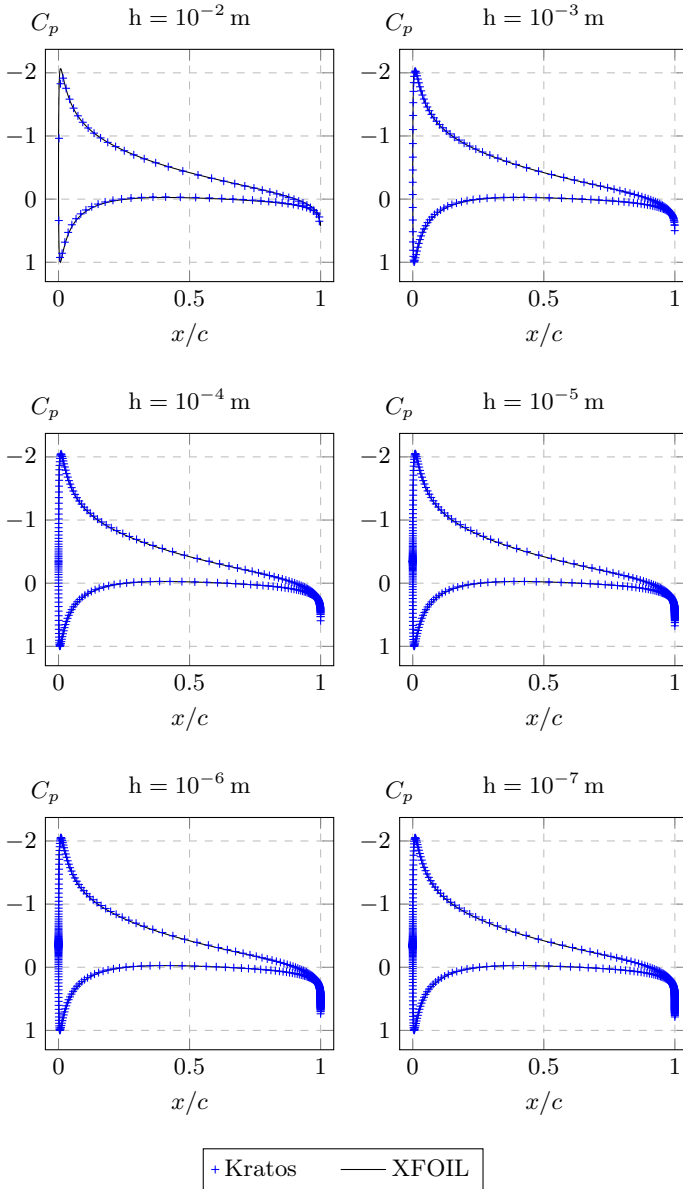 C_p h = 10⁻² m C_p h = 10⁻³ m
−2 −2
−1 −1
0 0
1 1
0 0.5 1 0 0.5 1
x/c x/c
C_p h = 10⁻⁴ m C_p h = 10⁻⁵ m
−2 −2
−1 −1
0 0
1 1
0 0.5 1 0 0.5 1
x/c x/c
C_p h = 10⁻⁶ m C_p h = 10⁻⁷ m
−2 −2
−1 −1
0 0
1 1
0 0.5 1 0 0.5 1
x/c x/c
Kratos XFOIL